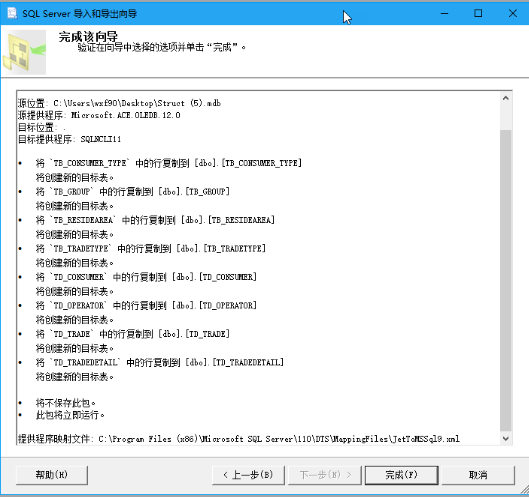 SQL Server 导入和导出向导
完成该向导
验证在向导中选择的选项并单击“完成”。
源位置: C:\Users\wxf90\Desktop\Struct (5).mdb
源提供程序: Microsoft.ACE.OLEDB.12.0
目标位置: .
目标提供程序: SQLNCLI11
• 将 `TB_CONSUMER_TYPE` 中的行复制到 [dbo].[TB_CONSUMER_TYPE]
将创建新的目标表。
• 将 `TB_GROUP` 中的行复制到 [dbo].[TB_GROUP]
将创建新的目标表。
• 将 `TB_RESIDEAREA` 中的行复制到 [dbo].[TB_RESIDEAREA]
将创建新的目标表。
• 将 `TB_TRADETYPE` 中的行复制到 [dbo].[TB_TRADETYPE]
将创建新的目标表。
• 将 `TD_CONSUMER` 中的行复制到 [dbo].[TD_CONSUMER]
将创建新的目标表。
• 将 `TD_OPERATOR` 中的行复制到 [dbo].[TD_OPERATOR]
将创建新的目标表。
• 将 `TD_TRADE` 中的行复制到 [dbo].[TD_TRADE]
将创建新的目标表。
• 将 `TD_TRADEDETAIL` 中的行复制到 [dbo].[TD_TRADEDETAIL]
将创建新的目标表。
• 将不保存此包。
• 此包将立即运行。
提供程序映射文件: C:\Program Files (x86)\Microsoft SQL Server\110\DTS\MappingFiles\JetToMSSql9.xml
帮助(H) < 上一步(B) 下一步(N) > 完成(F) 取消